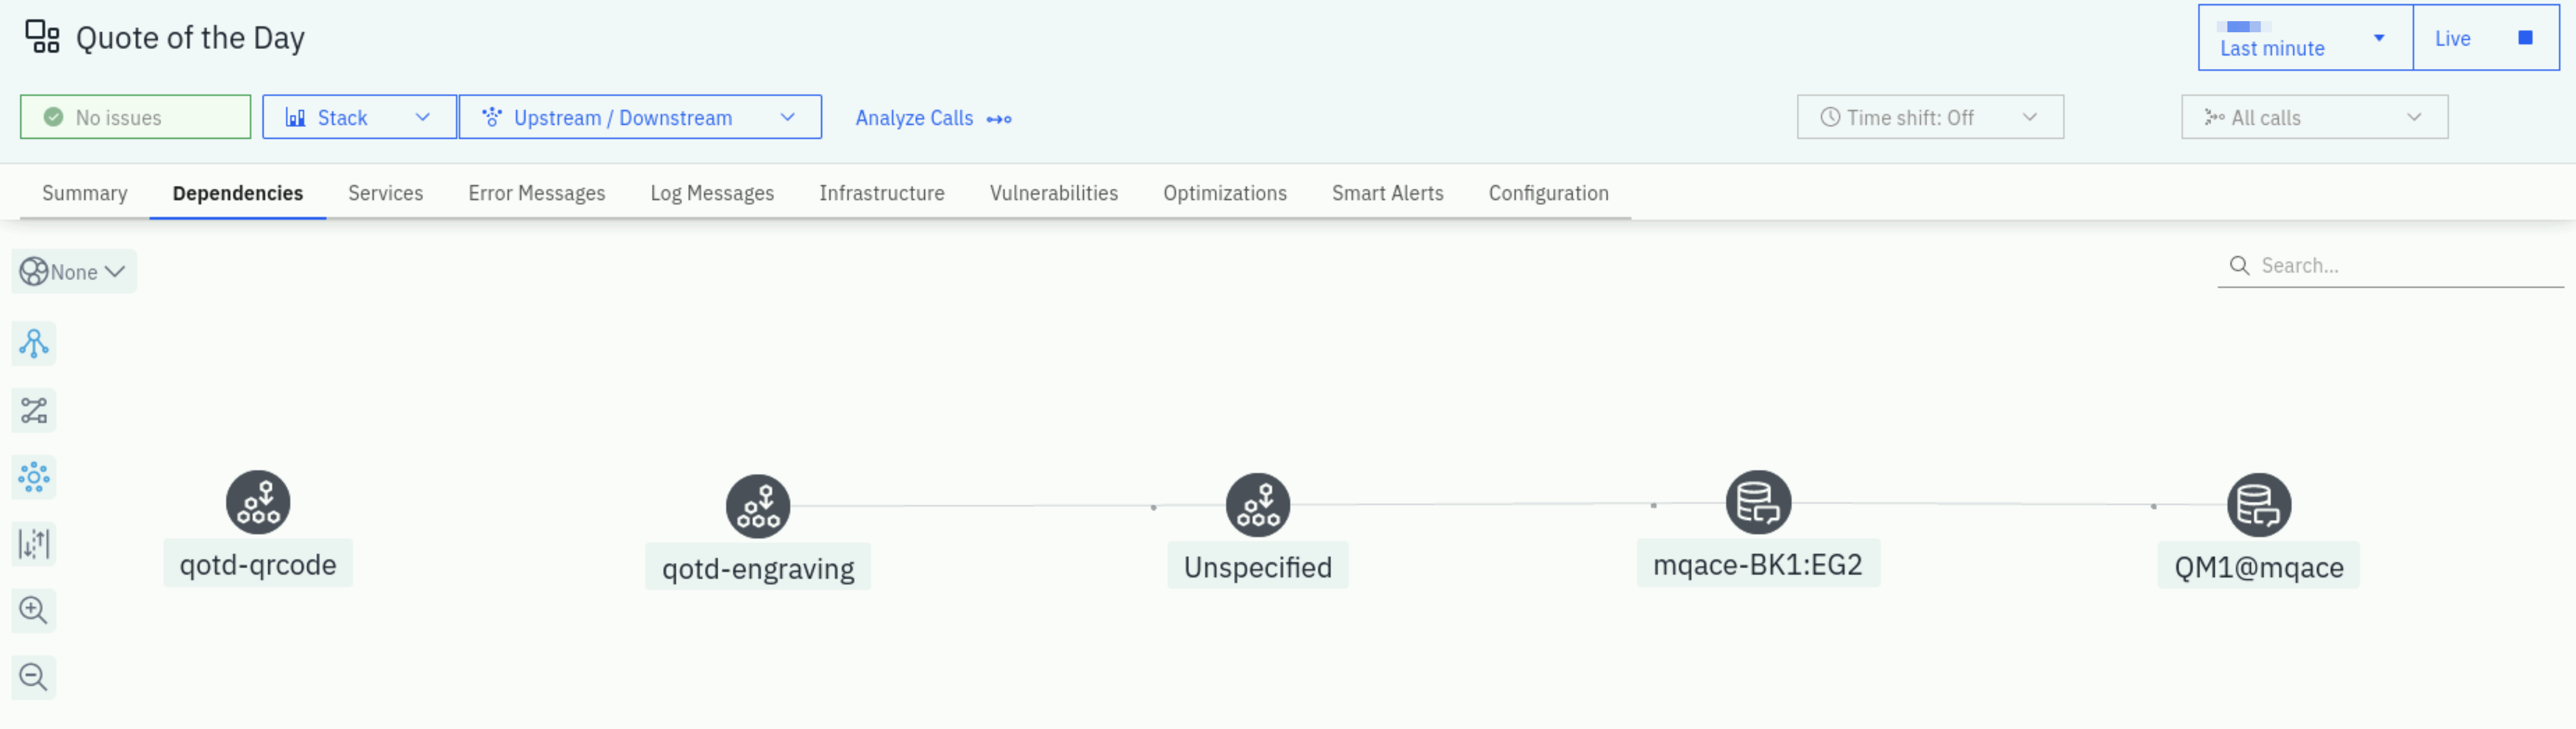 Quote of the Day
Last minute
Live
No issues
Stack
Upstream / Downstream
Analyze Calls
Time shift: Off
All calls
Summary
Dependencies
Services
Error Messages
Log Messages
Infrastructure
Vulnerabilities
Optimizations
Smart Alerts
Configuration
None
Search...
qotd-qrcode
qotd-engraving
Unspecified
mqace-BK1:EG2
QM1@mqace